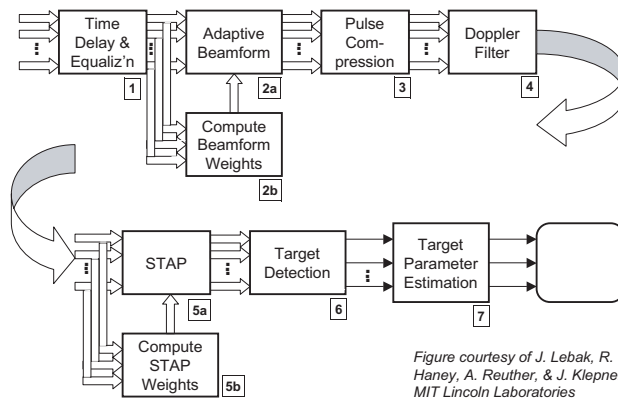 Time
Delay &
Equaliz'n
1
Adaptive
Beamform
2a
Pulse
Com-
pression
3
Doppler
Filter
4
Compute
Beamform
Weights
2b
STAP
5a
Target
Detection
6
Target
Parameter
Estimation
7
Compute
STAP
Weights
5b
Figure courtesy of J. Lebak, R.
Haney, A. Reuther, & J. Klepne
MIT Lincoln Laboratories